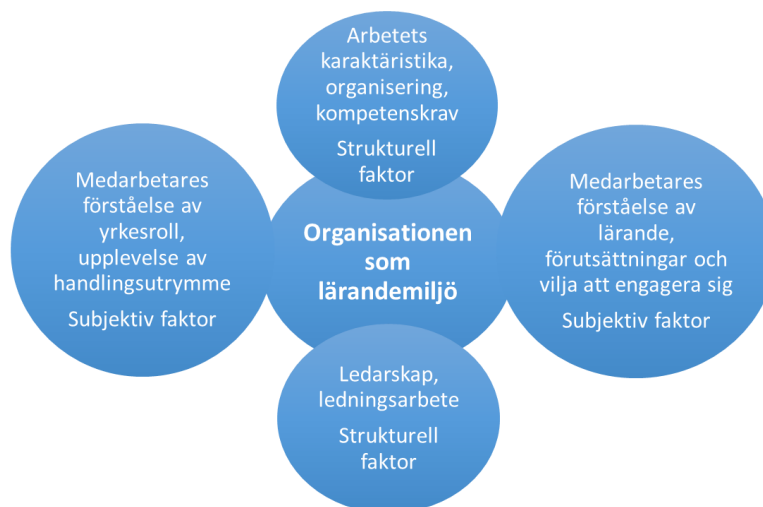 Arbetets
karaktäristika,
organisering,
kompetenskrav
Strukturell
faktor
Medarbetares
förståelse av
yrkesroll,
upplevelse av
handlingsutrymme
Subjektiv faktor
Organisationen
som
lärandemiljö
Medarbetares
förståelse av
lärande,
förutsättningar och
vilja att engagera sig
Subjektiv faktor
Ledarskap,
ledningsarbete
Strukturell
faktor